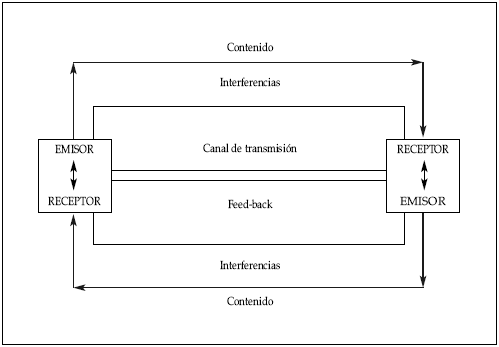 Contenido
Interferencias
EMISOR
Canal de transmisión
RECEPTOR
RECEPTOR
Feed-back
EMISOR
Interferencias
Contenido